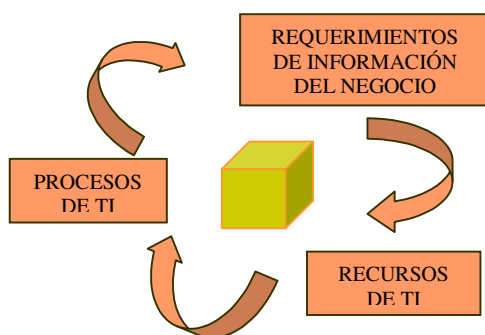 REQUERIMIENTOS
DE INFORMACIÓN
DEL NEGOCIO
PROCESOS
DE TI
RECURSOS
DE TI